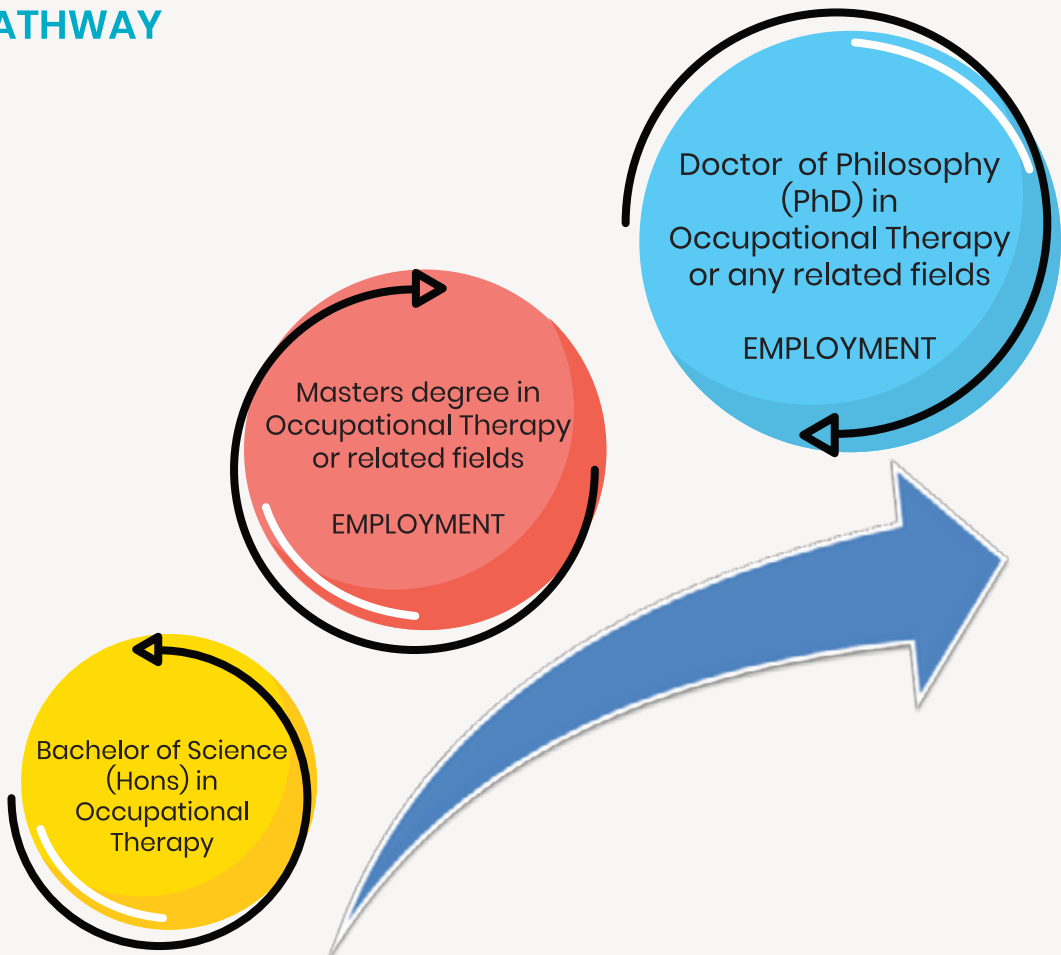 ATHWAY
Doctor of Philosophy
(PhD) in
Occupational Therapy
or any related fields
EMPLOYMENT
Masters degree in
Occupational Therapy
or related fields
EMPLOYMENT
Bachelor of Science
(Hons) in
Occupational
Therapy